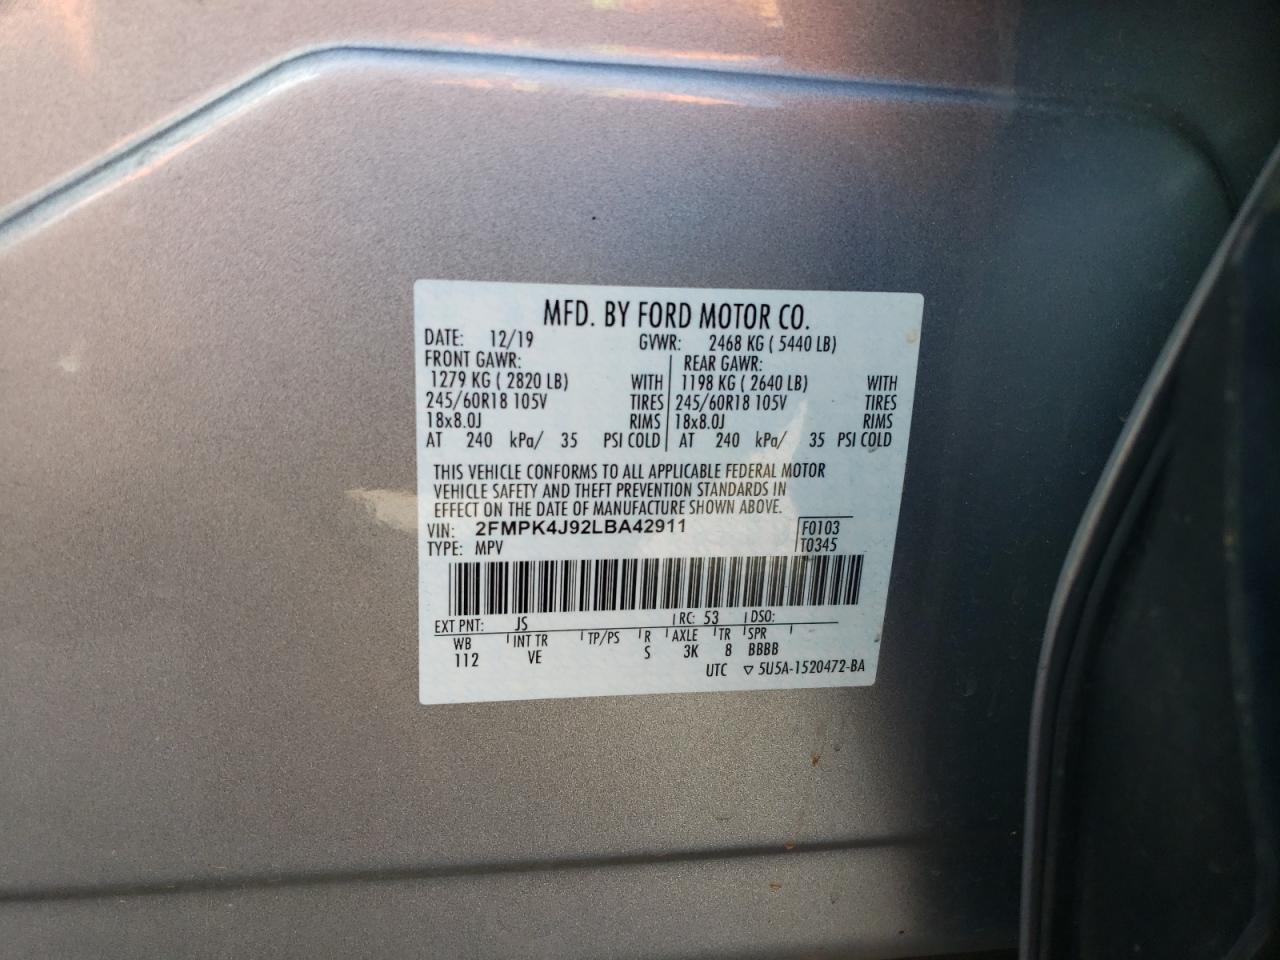 MFD. BY FORD MOTOR CO.
DATE: 12/19 GVWR: 2468 KG ( 5440 LB)
FRONT GAWR: REAR GAWR:
1279 KG ( 2820 LB) WITH 1198 KG ( 2640 LB) WITH
245/60R18 105V TIRES 245/60R18 105V TIRES
18x8.0J RIMS 18x8.0J RIMS
AT 240 kPa/ 35 PSI COLD AT 240 kPa/ 35 PSI COLD
THIS VEHICLE CONFORMS TO ALL APPLICABLE FEDERAL MOTOR
VEHICLE SAFETY AND THEFT PREVENTION STANDARDS IN
EFFECT ON THE DATE OF MANUFACTURE SHOWN ABOVE.
VIN: 2FMPK4J92LBA42911 F0103
TYPE: MPV T0345
EXT PNT: JS RC: 53 DSO:
WB INT TR TP/PS R AXLE TR SPR
112 VE S 3K 8 BBBB
UTC ▽ 5U5A-1520472-BA